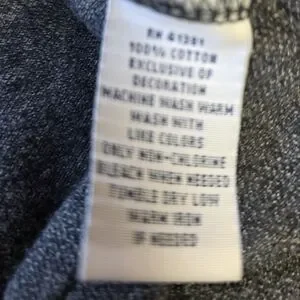 RN 41381
100% COTTON
EXCLUSIVE OF
DECORATION
MACHINE WASH WARM
WASH WITH
LIKE COLORS
ONLY NON-CHLORINE
BLEACH WHEN NEEDED
TUMBLE DRY LOW
WARM IRON
IF NEEDED